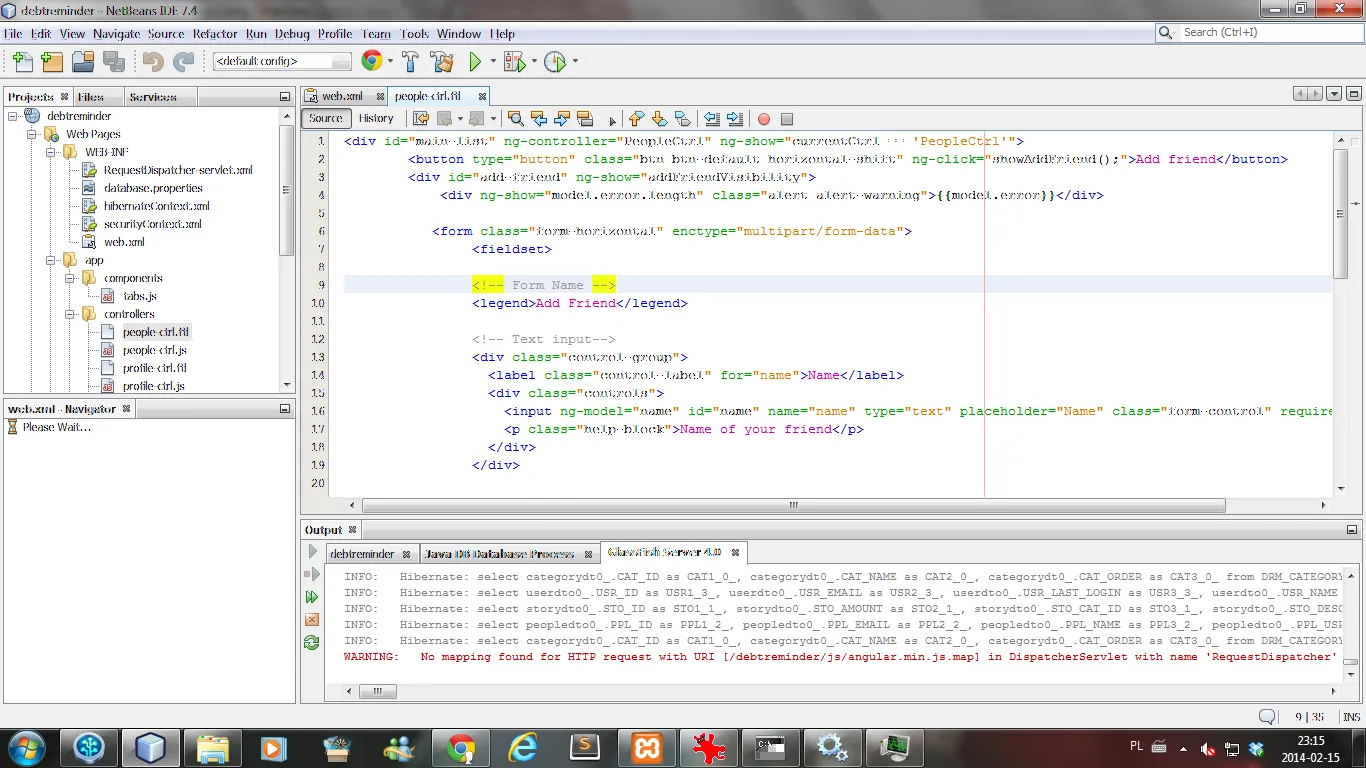 debtreminder - NetBeans IDE 7.4
File Edit View Navigate Source Refactor Run Debug Profile Team Tools Window Help
Search (Ctrl+I)
<default config>
Projects Files Services
web.xml people-ctrl.ftl
Source History
debtreminder
Web Pages
WEB-INF
RequestDispatcher-servlet.xml
database.properties
hibernateContext.xml
securityContext.xml
web.xml
app
components
tabs.js
controllers
people-ctrl.ftl
people-ctrl.js
profile-ctrl.ftl
profile-ctrl.js
web.xml - Navigator
Please Wait...
1 <div id="main-list" ng-controller="PeopleCtrl" ng-show="currentCtrl === 'PeopleCtrl'">
2 <button type="button" class="btn btn-default horizontal-shift" ng-click="showAddFriend();">Add friend</button>
3 <div id="add-friend" ng-show="addFriendVisibility">
4 <div ng-show="model.error.length" class="alert alert-warning">{{model.error}}</div>
5
6 <form class="form-horizontal" enctype="multipart/form-data">
7 <fieldset>
8
9 <!-- Form Name -->
10 <legend>Add Friend</legend>
11
12 <!-- Text input-->
13 <div class="control-group">
14 <label class="control-label" for="name">Name</label>
15 <div class="controls">
16 <input ng-model="name" id="name" name="name" type="text" placeholder="Name" class="form-control" require
17 <p class="help-block">Name of your friend</p>
18 </div>
19 </div>
20
Output
debtreminder Java DB Database Process Glassfish Server 4.0
INFO: Hibernate: select categorydt0_.CAT_ID as CAT1_0_, categorydt0_.CAT_NAME as CAT2_0_, categorydt0_.CAT_ORDER as CAT3_0_ from DRM_CATEGORY
INFO: Hibernate: select userdto0_.USR_ID as USR1_3_, userdto0_.USR_EMAIL as USR2_3_, userdto0_.USR_LAST_LOGIN as USR3_3_, userdto0_.USR_NAME
INFO: Hibernate: select storydto0_.STO_ID as STO1_1_, storydto0_.STO_AMOUNT as STO2_1_, storydto0_.STO_CAT_ID as STO3_1_, storydto0_.STO_DESC
INFO: Hibernate: select peopledto0_.PPL_ID as PPL1_2_, peopledto0_.PPL_EMAIL as PPL2_2_, peopledto0_.PPL_NAME as PPL3_2_, peopledto0_.PPL_USR
INFO: Hibernate: select categorydt0_.CAT_ID as CAT1_0_, categorydt0_.CAT_NAME as CAT2_0_, categorydt0_.CAT_ORDER as CAT3_0_ from DRM_CATEGORY
WARNING: No mapping found for HTTP request with URI [/debtreminder/js/angular.min.js.map] in DispatcherServlet with name 'RequestDispatcher'
9 | 35 INS
PL
23:15
2014-02-15